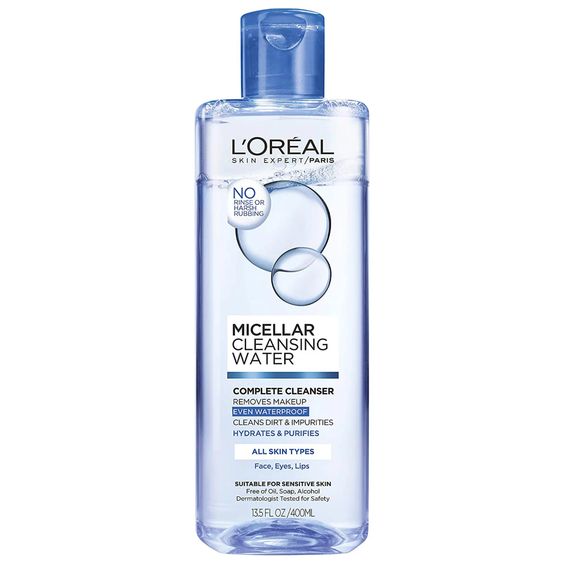 L'ORÉAL
SKIN EXPERT/PARIS
NO
RINSE OR
HARSH
RUBBING
MICELLAR
CLEANSING
WATER
COMPLETE CLEANSER
REMOVES MAKEUP
EVEN WATERPROOF
CLEANS DIRT & IMPURITIES
HYDRATES & PURIFIES
ALL SKIN TYPES
Face, Eyes, Lips
SUITABLE FOR SENSITIVE SKIN
Free of Oil, Soap, Alcohol
Dermatologist Tested for Safety
13.5 FL OZ/400ML